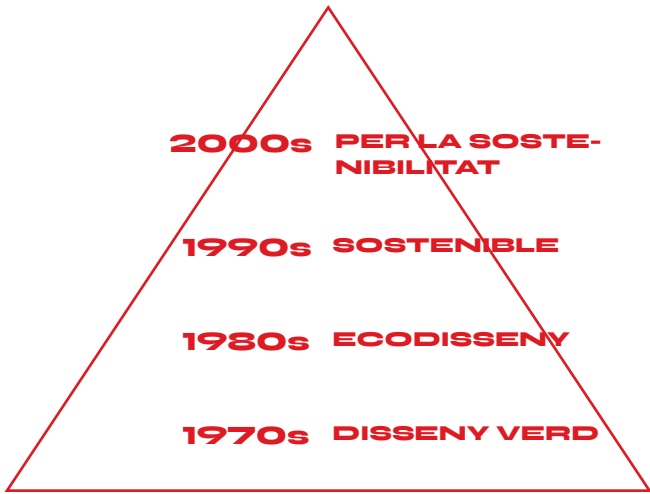 2000s PER LA SOSTE-
NIBILITAT
1990s SOSTENIBLE
1980s ECODISSENY
1970s DISSENY VERD